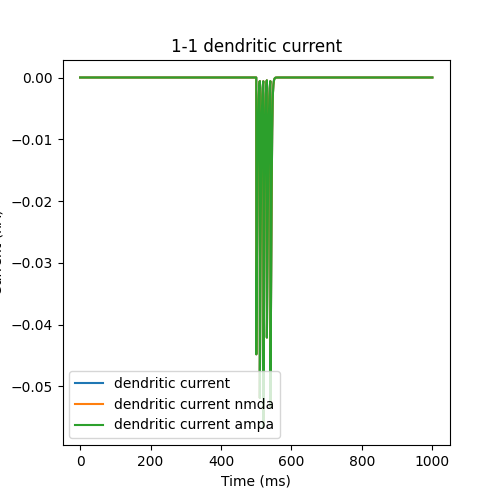 1-1 dendritic current
0.00
−0.01
−0.02
−0.03
−0.04
−0.05
dendritic current
dendritic current nmda
dendritic current ampa
0 200 400 600 800 1000
Time (ms)